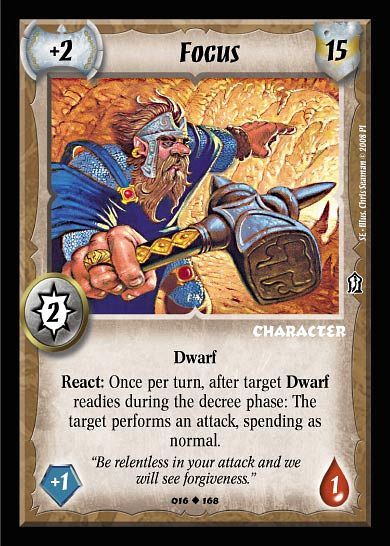 +2
Focus
15
SE · Illus. Chris Seaman © 2008 P1
2
CHARACTER
Dwarf
React: Once per turn, after target Dwarf
readies during the decree phase: The
target performs an attack, spending as
normal.
“Be relentless in your attack and we
will see forgiveness.”
+1
016 ◆ 168
1